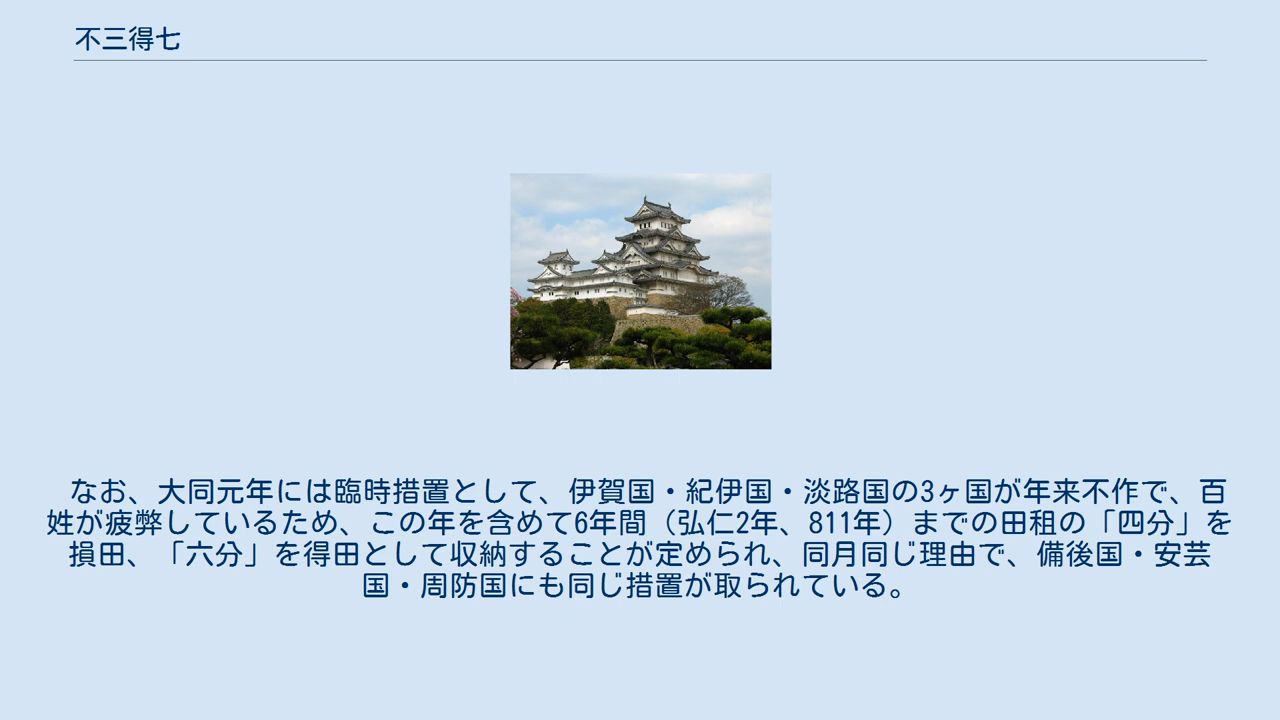 不三得七
なお、大同元年には臨時措置として、伊賀国・紀伊国・淡路国の3ヶ国が年来不作で、百
姓が疲弊しているため、この年を含めて6年間（弘仁2年、811年）までの田租の「四分」を
損田、「六分」を得田として収納することが定められ、同月同じ理由で、備後国・安芸
国・周防国にも同じ措置が取られている。